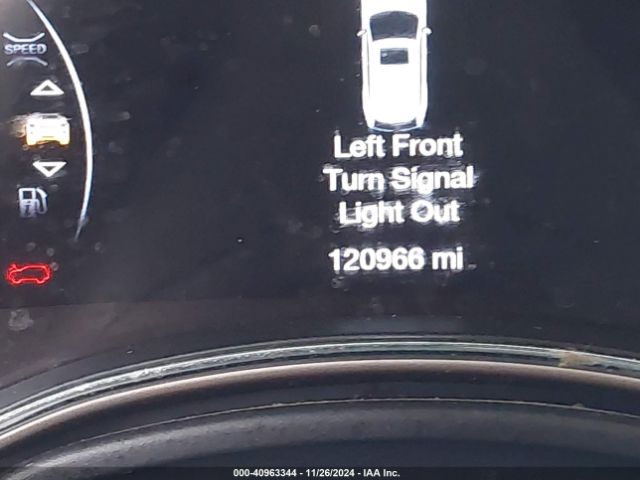 SPEED
Left Front
Turn Signal
Light Out
120966 mi
000-40963344 - 11/26/2024 - IAA Inc.